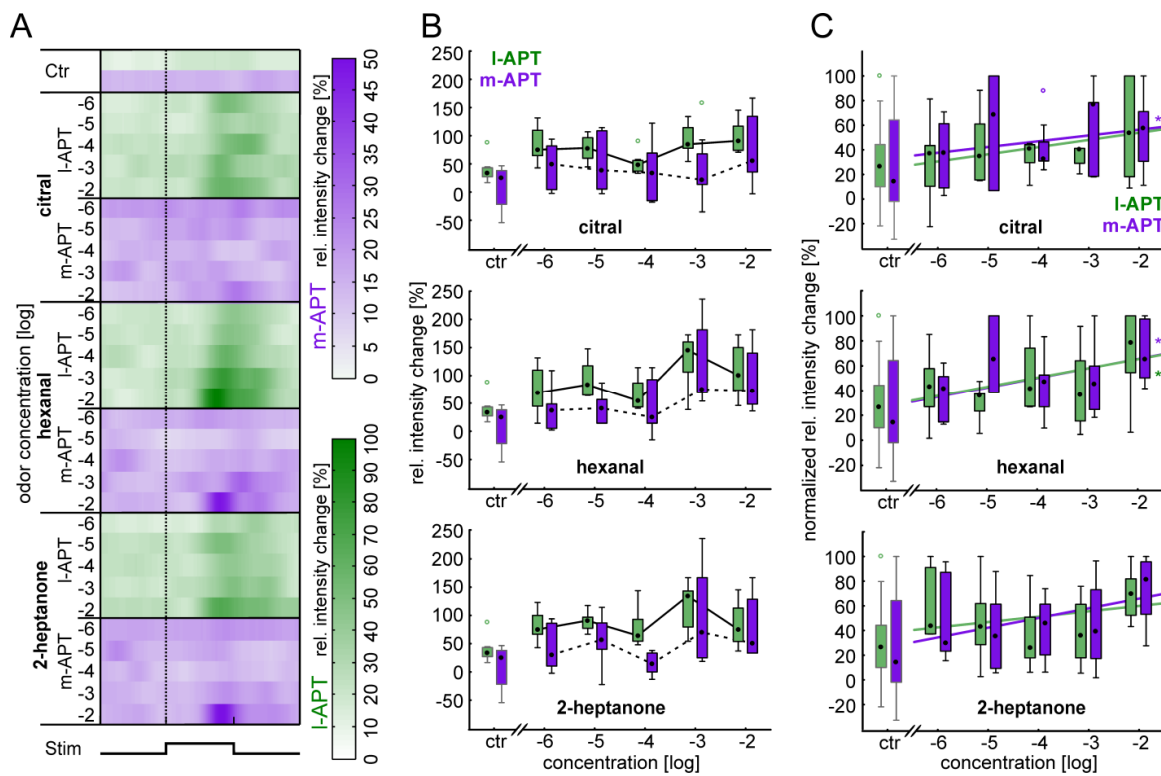 A
Ctr
citral
l-APT
-6
-5
-4
-3
-2
m-APT
-6
-5
-4
-3
-2
odor concentration [log]
hexanal
l-APT
-6
-5
-4
-3
-2
m-APT
-6
-5
-4
-3
-2
2-heptanone
l-APT
-6
-5
-4
-3
-2
m-APT
-6
-5
-4
-3
-2
Stim
m-APT rel. intensity change [%]
50
45
40
35
30
25
20
15
10
5
0
l-APT rel. intensity change [%]
100
90
80
70
60
50
40
30
20
10
0
B
l-APT
m-APT
rel. intensity change [%]
250
200
150
100
50
0
-50
citral
ctr -6 -5 -4 -3 -2
250
200
150
100
50
0
-50
hexanal
ctr -6 -5 -4 -3 -2
250
200
150
100
50
0
-50
2-heptanone
ctr -6 -5 -4 -3 -2
concentration [log]
C
normalized rel. intensity change [%]
100
80
60
40
20
0
-20
*
l-APT
m-APT
citral
ctr -6 -5 -4 -3 -2
100
80
60
40
20
0
-20
*
*
hexanal
ctr -6 -5 -4 -3 -2
100
80
60
40
20
0
-20
2-heptanone
ctr -6 -5 -4 -3 -2
concentration [log]